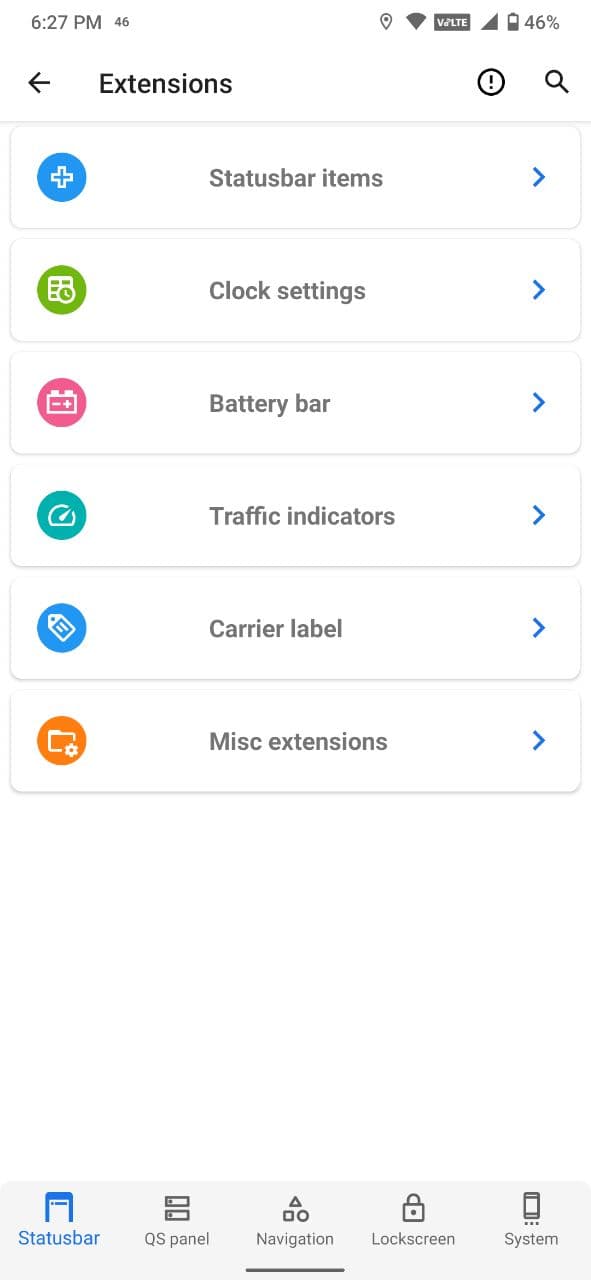 6:27 PM 46 VoLTE 46%
Extensions
Statusbar items
Clock settings
Battery bar
Traffic indicators
Carrier label
Misc extensions
Statusbar QS panel Navigation Lockscreen System